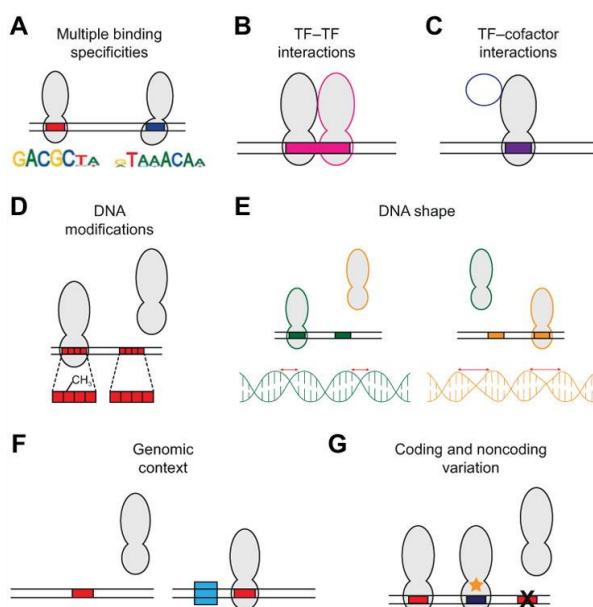 A
Multiple binding
specificities
GACGCTA
GTAAACAA
B
TF–TF
interactions
C
TF–cofactor
interactions
D
DNA
modifications
CH3
E
DNA shape
F
Genomic
context
G
Coding and noncoding
variation
X